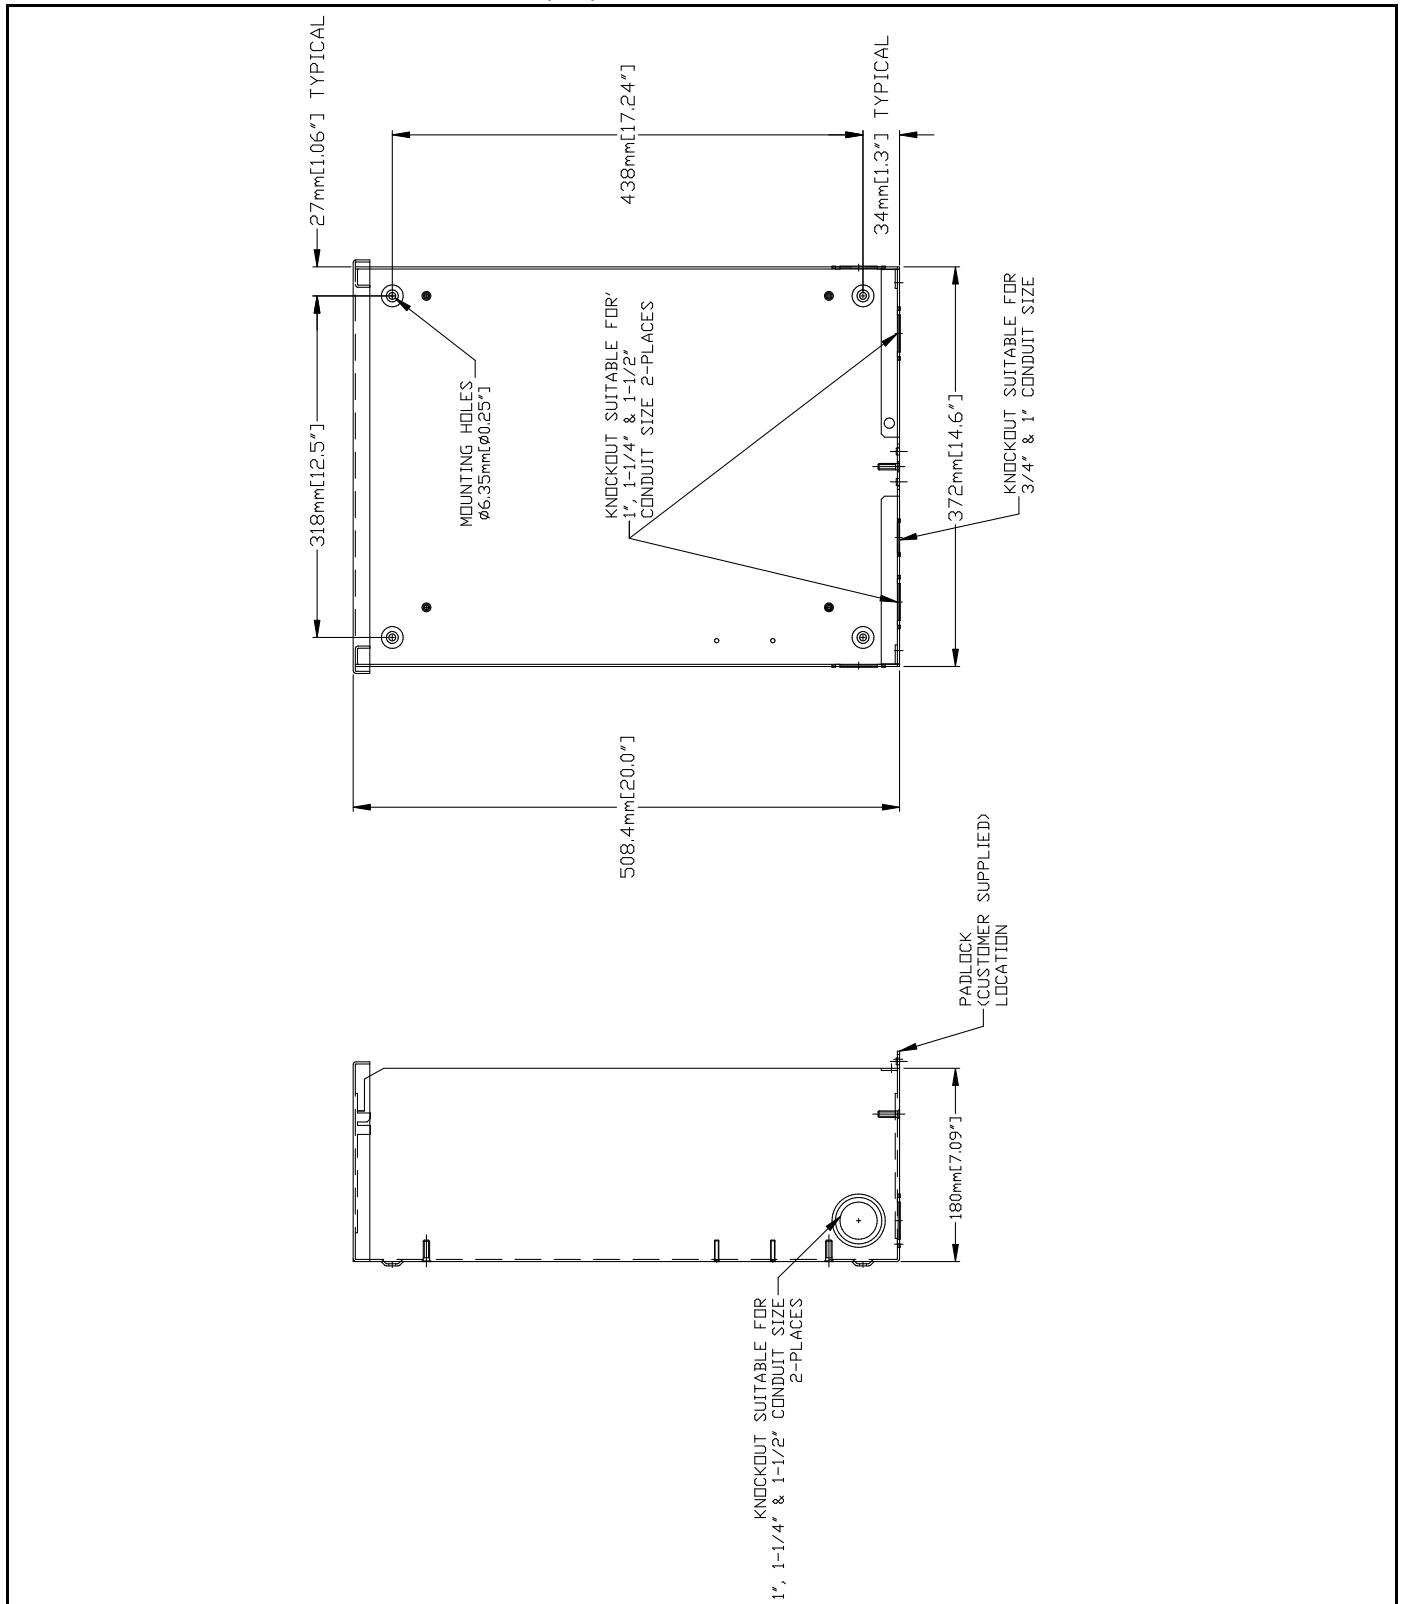 27mm[1.06"] TYPICAL
438mm[17.24"]
34mm[1.3"] TYPICAL
318mm[12.5"]
MOUNTING HOLES
ø6.35mm[ø0.25"]
KNOCKOUT SUITABLE FOR'
1", 1-1/4" & 1-1/2"
CONDUIT SIZE 2-PLACES
372mm[14.6"]
KNOCKOUT SUITABLE FOR
3/4" & 1" CONDUIT SIZE
508.4mm[20.0"]
PADLOCK
(CUSTOMER SUPPLIED)
LOCATION
180mm[7.09"]
KNOCKOUT SUITABLE FOR
1", 1-1/4" & 1-1/2" CONDUIT SIZE
2-PLACES